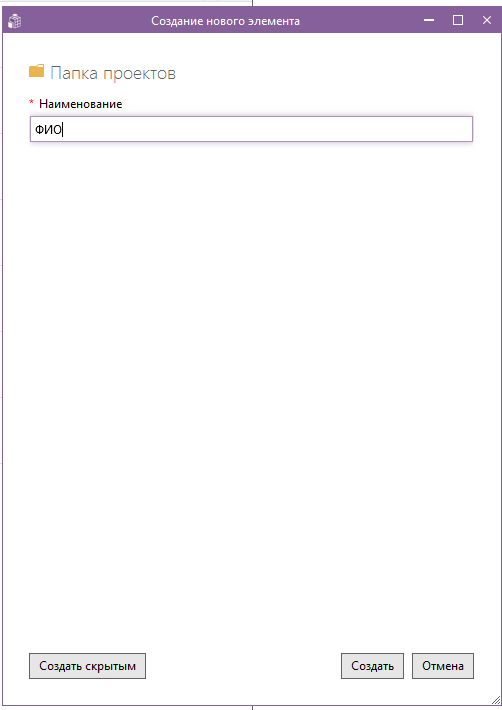 Создание нового элемента
Папка проектов
* Наименование
ФИО
Создать скрытым
Создать
Отмена